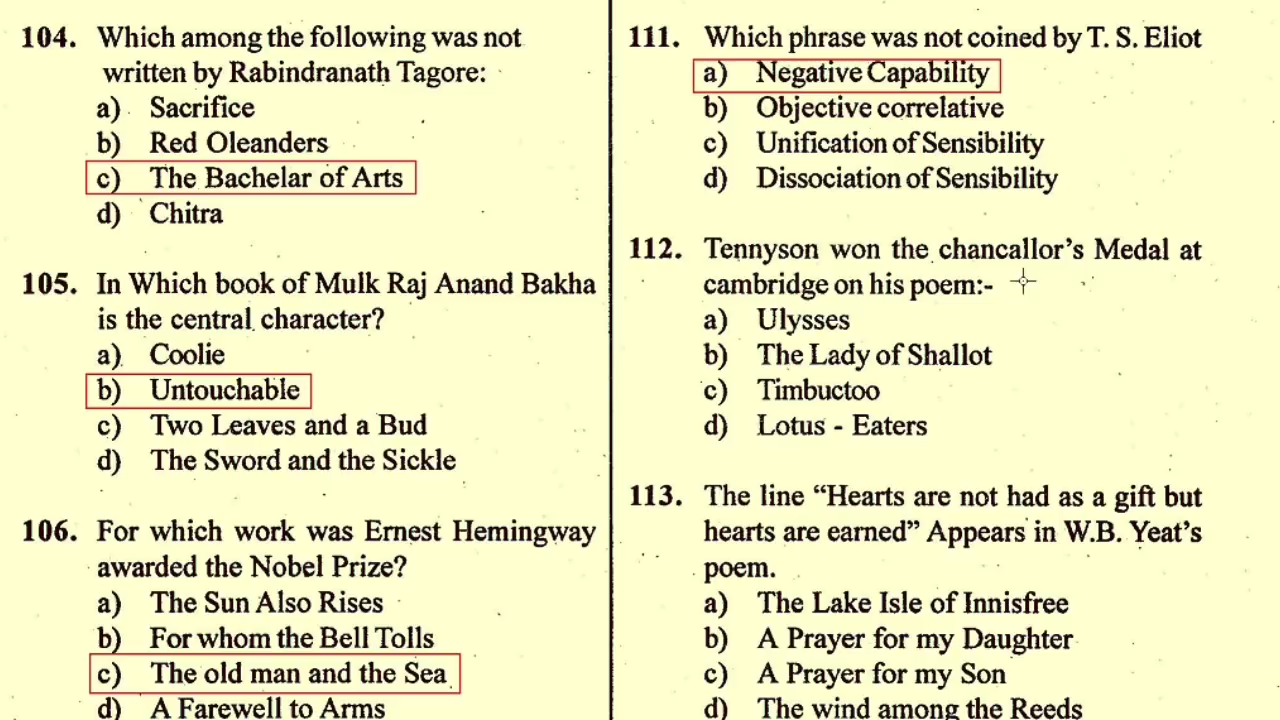 104. Which among the following was not
written by Rabindranath Tagore:
a) Sacrifice
b) Red Oleanders
c) The Bachelar of Arts
d) Chitra
105. In Which book of Mulk Raj Anand Bakha
is the central character?
a) Coolie
b) Untouchable
c) Two Leaves and a Bud
d) The Sword and the Sickle
106. For which work was Ernest Hemingway
awarded the Nobel Prize?
a) The Sun Also Rises
b) For whom the Bell Tolls
c) The old man and the Sea
d) A Farewell to Arms
111. Which phrase was not coined by T. S. Eliot
a) Negative Capability
b) Objective correlative
c) Unification of Sensibility
d) Dissociation of Sensibility
112. Tennyson won the chancallor's Medal at
cambridge on his poem:-
a) Ulysses
b) The Lady of Shallot
c) Timbuctoo
d) Lotus - Eaters
113. The line “Hearts are not had as a gift but
hearts are earned” Appears in W.B. Yeat's
poem.
a) The Lake Isle of Innisfree
b) A Prayer for my Daughter
c) A Prayer for my Son
d) The wind among the Reeds